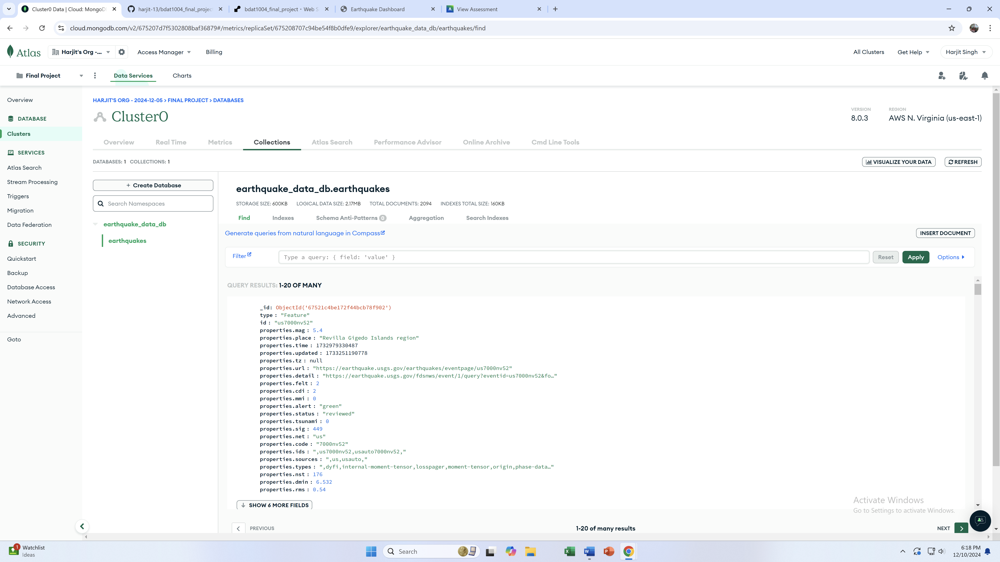 Cluster0 Data | Cloud: MongoD
harjit-13/bdat1004_final_project
bdat1004_final_project · Web S
Earthquake Dashboard
View Assessment
cloud.mongodb.com/v2/675207d7f5302808baf36879#/metrics/replicaSet/675208707c94be54f8b0dfe9/explorer/earthquake_data_db/earthquakes/find
Atlas
Harjit's Org -...
Access Manager
Billing
All Clusters
Get Help
Harjit Singh
Final Project
Data Services
Charts
Overview
DATABASE
Clusters
SERVICES
Atlas Search
Stream Processing
Triggers
Migration
Data Federation
SECURITY
Quickstart
Backup
Database Access
Network Access
Advanced
Goto
HARJIT'S ORG - 2024-12-05 > FINAL PROJECT > DATABASES
Cluster0
VERSION
8.0.3
REGION
AWS N. Virginia (us-east-1)
Overview
Real Time
Metrics
Collections
Atlas Search
Performance Advisor
Online Archive
Cmd Line Tools
DATABASES: 1 COLLECTIONS: 1
VISUALIZE YOUR DATA
REFRESH
+ Create Database
Search Namespaces
earthquake_data_db
earthquakes
earthquake_data_db.earthquakes
STORAGE SIZE: 600KB LOGICAL DATA SIZE: 2.17MB TOTAL DOCUMENTS: 2094 INDEXES TOTAL SIZE: 160KB
Find
Indexes
Schema Anti-Patterns 0
Aggregation
Search Indexes
Generate queries from natural language in Compass
INSERT DOCUMENT
Filter
Type a query: { field: 'value' }
Reset
Apply
Options
QUERY RESULTS: 1-20 OF MANY
_id: ObjectId('67521c4be172f44bcb78f902')
type : "Feature"
id : "us7000nv52"
properties.mag : 5.4
properties.place : "Revilla Gigedo Islands region"
properties.time : 1732979330487
properties.updated : 1733251190778
properties.tz : null
properties.url : "https://earthquake.usgs.gov/earthquakes/eventpage/us7000nv52"
properties.detail : "https://earthquake.usgs.gov/fdsnws/event/1/query?eventid=us7000nv52&fo…"
properties.felt : 2
properties.cdi : 2
properties.mmi : 0
properties.alert : "green"
properties.status : "reviewed"
properties.tsunami : 0
properties.sig : 449
properties.net : "us"
properties.code : "7000nv52"
properties.ids : ",us7000nv52,usauto7000nv52,"
properties.sources : ",us,usauto,"
properties.types : ",dyfi,internal-moment-tensor,losspager,moment-tensor,origin,phase-data…"
properties.nst : 176
properties.dmin : 6.532
properties.rms : 0.54
SHOW 6 MORE FIELDS
Activate Windows
Go to Settings to activate Windows.
PREVIOUS
1-20 of many results
NEXT
1
Watchlist
Ideas
Search
6:18 PM
12/10/2024